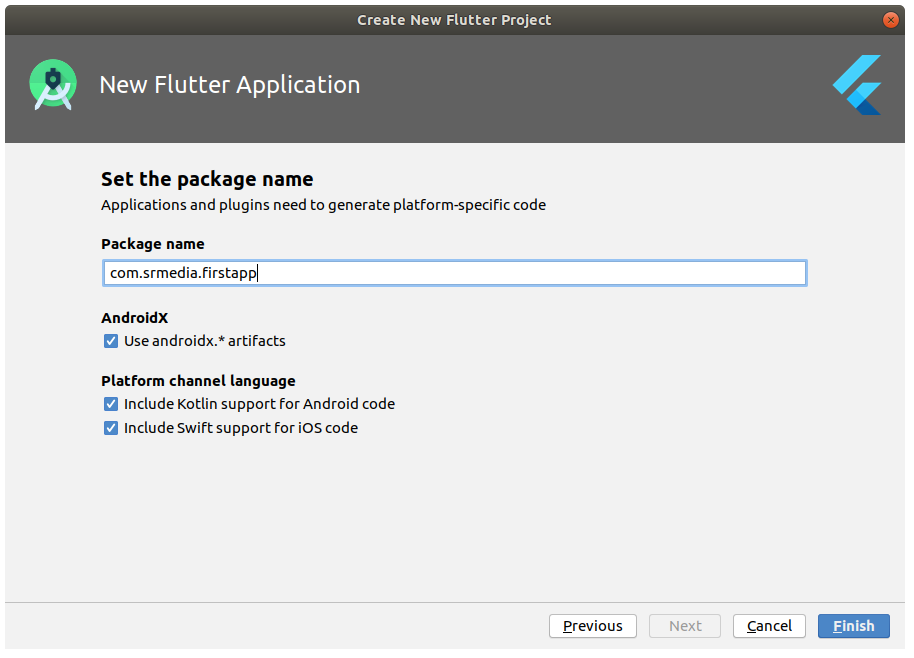 Create New Flutter Project
New Flutter Application
Set the package name
Applications and plugins need to generate platform-specific code
Package name
com.srmedia.firstapp
AndroidX
Use androidx.* artifacts
Platform channel language
Include Kotlin support for Android code
Include Swift support for iOS code
Previous Next Cancel Finish